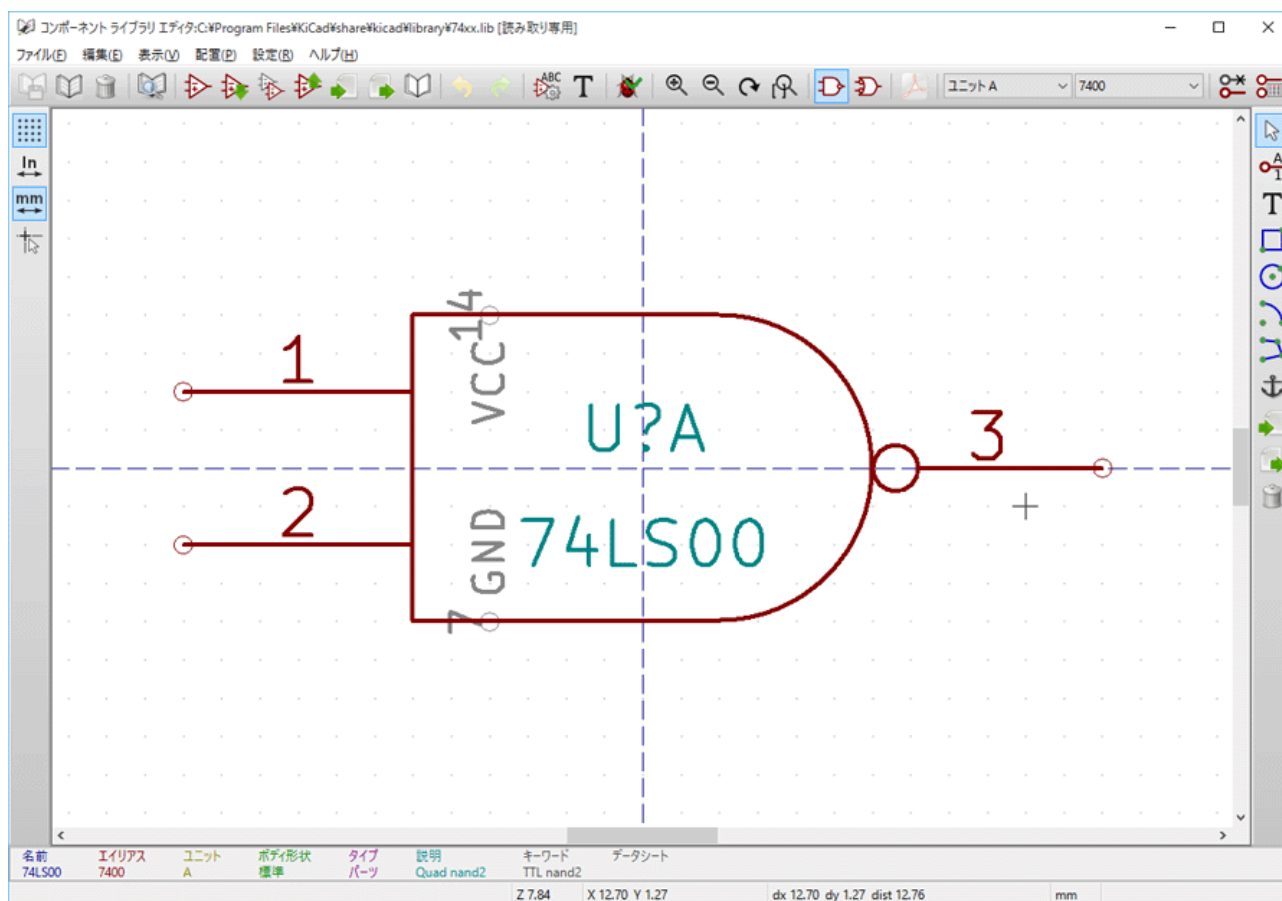 コンポーネント ライブラリ エディタ:C:¥Program Files¥KiCad¥share¥kicad¥library¥74xx.lib [読み取り専用]
ファイル(F) 編集(E) 表示(V) 配置(P) 設定(R) ヘルプ(H)
ABC T ユニット A 7400
In
mm
A
1
T
14
VCC
1
U?A
3
2
GND
74LS00
7
名前 エイリアス ユニット ボディ形状 タイプ 説明 キーワード データシート
74LS00 7400 A 標準 パーツ Quad nand2 TTL nand2
Z 7.84 X 12.70 Y 1.27 dx 12.70 dy 1.27 dist 12.76 mm